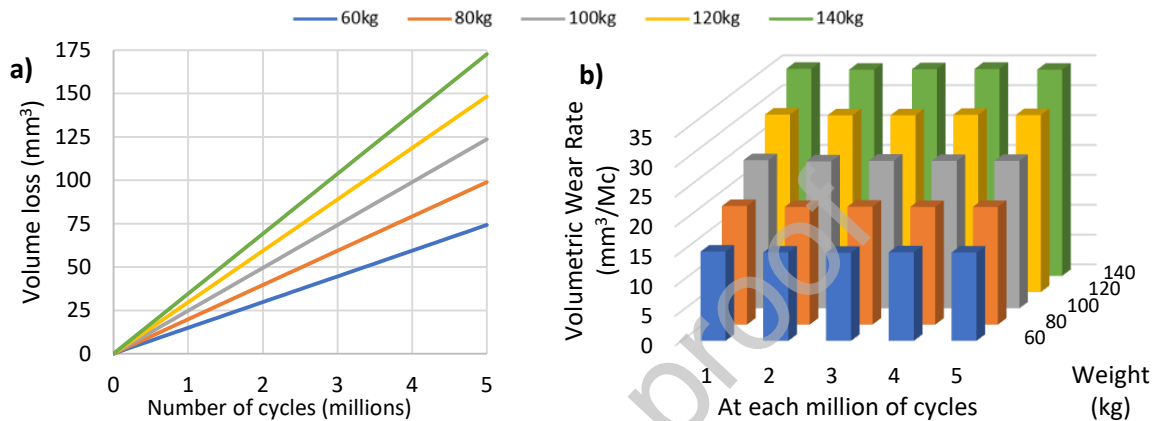 60kg 80kg 100kg 120kg 140kg
a)
Volume loss (mm³)
175
150
125
100
75
50
25
0
0 1 2 3 4 5
Number of cycles (millions)
b)
Volumetric Wear Rate
(mm³/Mc)
35
30
25
20
15
10
5
0
1 2 3 4 5
At each million of cycles
60 80 100 120 140
Weight
(kg)
proof